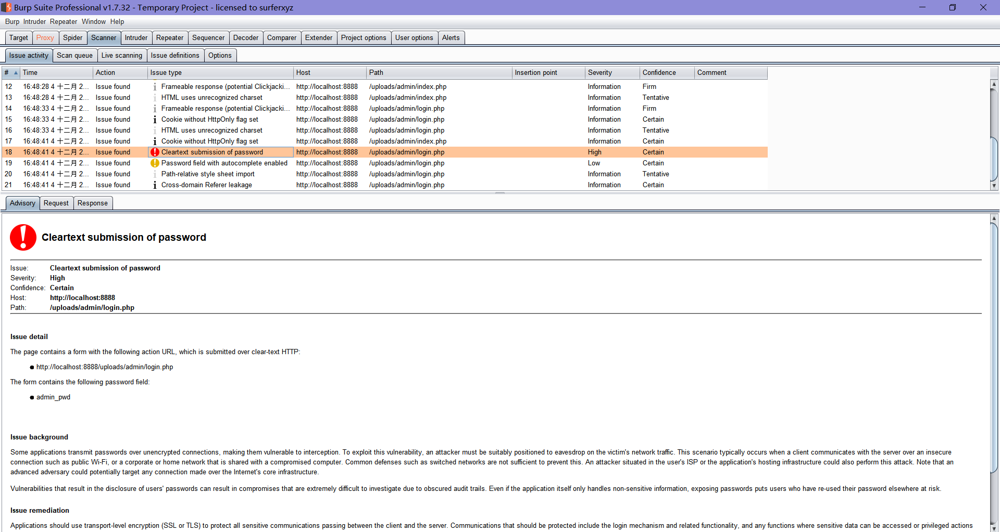 Burp Suite Professional v1.7.32 - Temporary Project - licensed to surferxyz
Burp Intruder Repeater Window Help
Target Proxy Spider Scanner Intruder Repeater Sequencer Decoder Comparer Extender Project options User options Alerts
Issue activity Scan queue Live scanning Issue definitions Options
# Time Action Issue type Host Path Insertion point Severity Confidence Comment
12 16:48:28 4 十二月 2... Issue found Frameable response (potential Clickjacki... http://localhost:8888 /uploads/admin/index.php Information Firm
13 16:48:28 4 十二月 2... Issue found HTML uses unrecognized charset http://localhost:8888 /uploads/admin/index.php Information Tentative
14 16:48:33 4 十二月 2... Issue found Frameable response (potential Clickjacki... http://localhost:8888 /uploads/admin/login.php Information Firm
15 16:48:33 4 十二月 2... Issue found Cookie without HttpOnly flag set http://localhost:8888 /uploads/admin/login.php Information Certain
16 16:48:33 4 十二月 2... Issue found HTML uses unrecognized charset http://localhost:8888 /uploads/admin/login.php Information Tentative
17 16:48:41 4 十二月 2... Issue found Cookie without HttpOnly flag set http://localhost:8888 /uploads/admin/index.php Information Certain
18 16:48:41 4 十二月 2... Issue found Cleartext submission of password http://localhost:8888 /uploads/admin/login.php High Certain
19 16:48:41 4 十二月 2... Issue found Password field with autocomplete enabled http://localhost:8888 /uploads/admin/login.php Low Certain
20 16:48:41 4 十二月 2... Issue found Path-relative style sheet import http://localhost:8888 /uploads/admin/login.php Information Tentative
21 16:48:41 4 十二月 2... Issue found Cross-domain Referer leakage http://localhost:8888 /uploads/admin/login.php Information Certain
Advisory Request Response
Cleartext submission of password
Issue: Cleartext submission of password
Severity: High
Confidence: Certain
Host: http://localhost:8888
Path: /uploads/admin/login.php
Issue detail
The page contains a form with the following action URL, which is submitted over clear-text HTTP:
● http://localhost:8888/uploads/admin/login.php
The form contains the following password field:
● admin_pwd
Issue background
Some applications transmit passwords over unencrypted connections, making them vulnerable to interception. To exploit this vulnerability, an attacker must be suitably positioned to eavesdrop on the victim's network traffic. This scenario typically occurs when a client communicates with the server over an insecure
connection such as public Wi-Fi, or a corporate or home network that is shared with a compromised computer. Common defenses such as switched networks are not sufficient to prevent this. An attacker situated in the user's ISP or the application's hosting infrastructure could also perform this attack. Note that an
advanced adversary could potentially target any connection made over the Internet's core infrastructure.
Vulnerabilities that result in the disclosure of users' passwords can result in compromises that are extremely difficult to investigate due to obscured audit trails. Even if the application itself only handles non-sensitive information, exposing passwords puts users who have re-used their password elsewhere at risk.
Issue remediation
Applications should use transport-level encryption (SSL or TLS) to protect all sensitive communications passing between the client and the server. Communications that should be protected include the login mechanism and related functionality, and any functions where sensitive data can be accessed or privileged actions